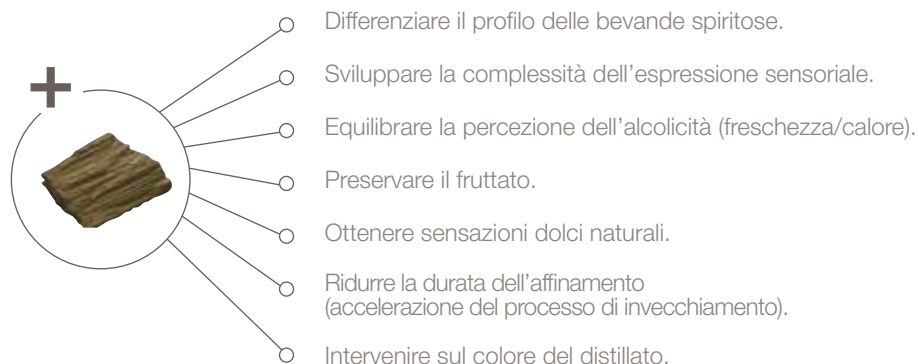 Differenziare il profilo delle bevande spiritose.
Sviluppare la complessità dell’espressione sensoriale.
Equilibrare la percezione dell’alcolicità (freschezza/calore).
Preservare il fruttato.
Ottenere sensazioni dolci naturali.
Ridurre la durata dell’affinamento
(accelerazione del processo di invecchiamento).
Intervenire sul colore del distillato.